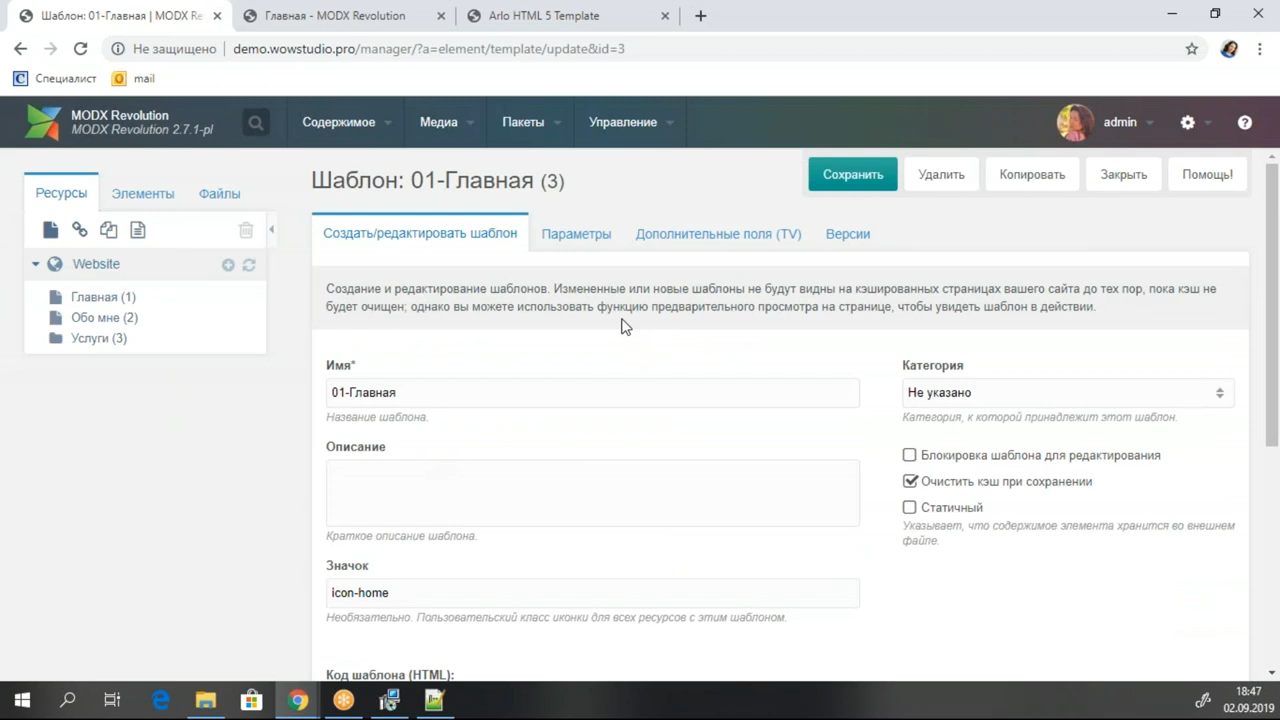 Шаблон: 01-Главная | MODX Re
Главная - MODX Revolution
Arlo HTML 5 Template
Не защищено
demo.wowstudio.pro/manager/?a=element/template/update&id=3
Специалист
mail
MODX Revolution
MODX Revolution 2.7.1-pl
Содержимое
Медиа
Пакеты
Управление
admin
Шаблон: 01-Главная (3)
Сохранить
Удалить
Копировать
Закрыть
Помощь!
Ресурсы
Элементы
Файлы
Website
Главная (1)
Обо мне (2)
Услуги (3)
Создать/редактировать шаблон
Параметры
Дополнительные поля (TV)
Версии
Создание и редактирование шаблонов. Измененные или новые шаблоны не будут видны на кэшированных страницах вашего сайта до тех пор, пока кэш не
будет очищен; однако вы можете использовать функцию предварительного просмотра на странице, чтобы увидеть шаблон в действии.
Имя*
01-Главная
Название шаблона.
Описание
Краткое описание шаблона.
Значок
icon-home
Необязательно. Пользовательский класс иконки для всех ресурсов с этим шаблоном.
Код шаблона (HTML):
Категория
Не указано
Категория, к которой принадлежит этот шаблон.
Блокировка шаблона для редактирования
Очистить кэш при сохранении
Статичный
Указывает, что содержимое элемента хранится во внешнем
файле.
18:47
02.09.2019